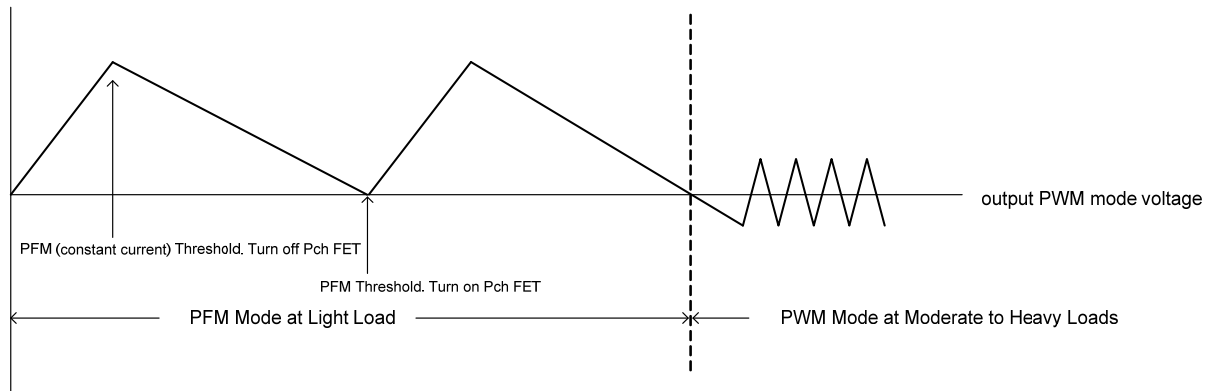 output PWM mode voltage
PFM (constant current) Threshold. Turn off Pch FET
PFM Threshold. Turn on Pch FET
PFM Mode at Light Load
PWM Mode at Moderate to Heavy Loads